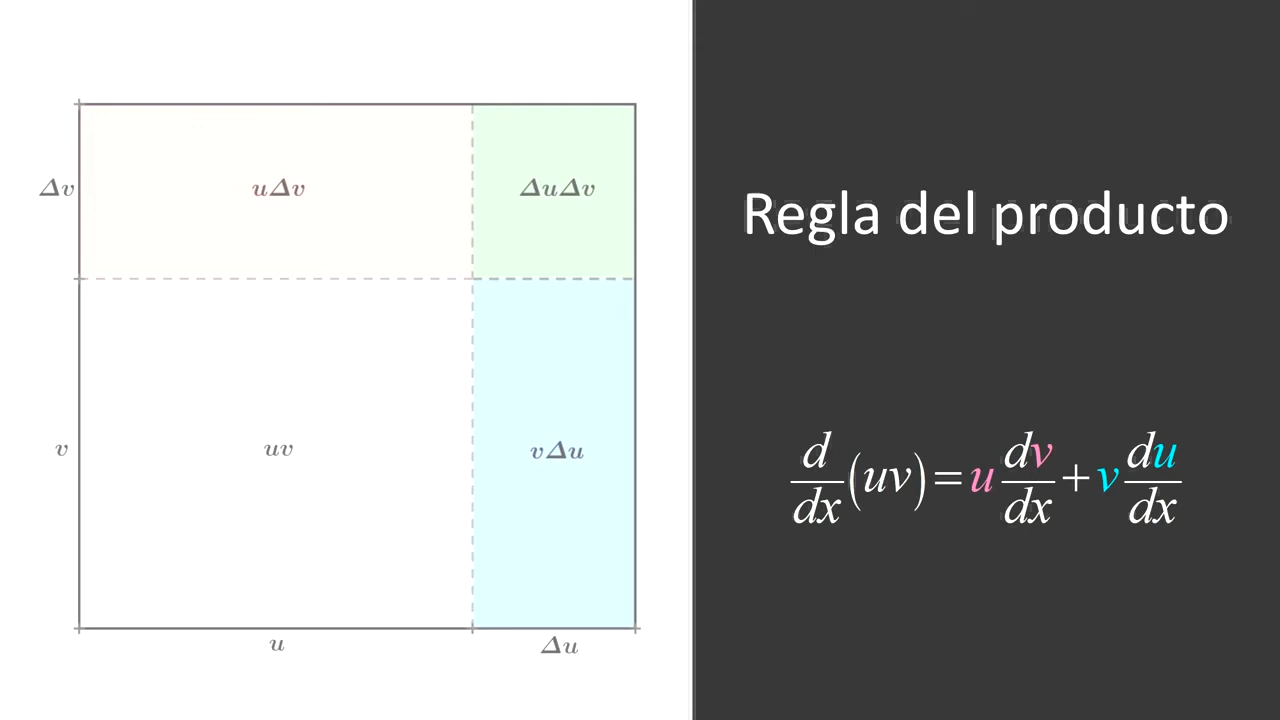 Δv
uΔv
ΔuΔv
v
uv
vΔu
u
Δu
Regla del producto
d/dx (uv) = u dv/dx + v du/dx